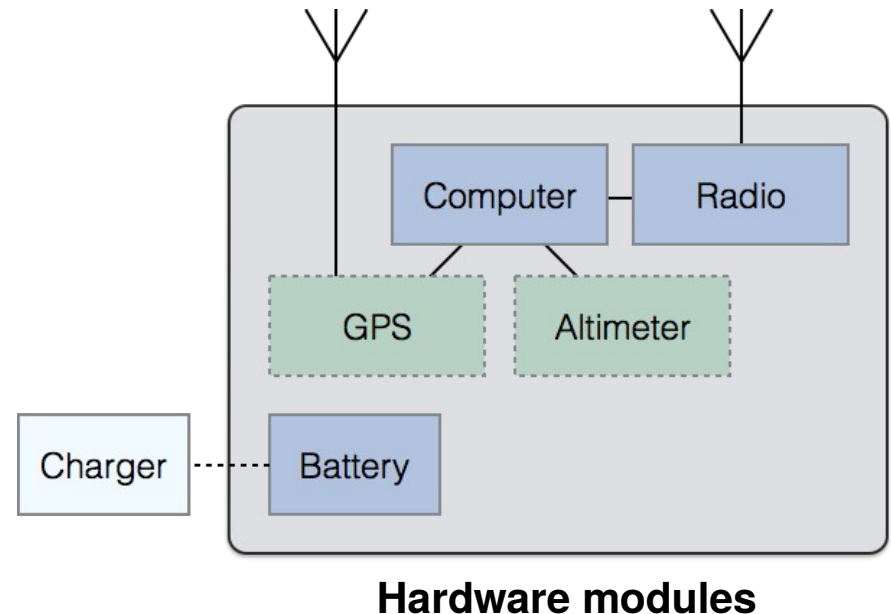 Computer
Radio
GPS
Altimeter
Charger
Battery
Hardware modules